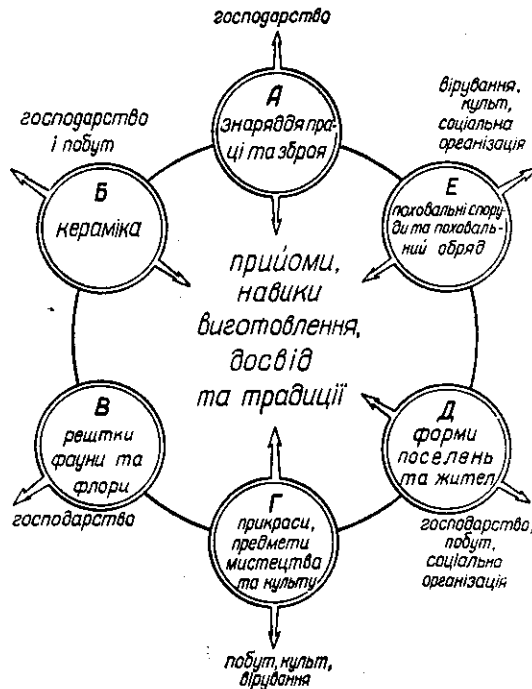 господарство
А
знаряддя пра-
ці та зброя
господарство
і побут
Б
кераміка
вірування,
культ,
соціальна
організація
Е
поховальні спору-
ди та поховаль-
ний обряд
прийоми,
навики
виготовлення,
досвід
та традиції
В
рештки
фауни та
флори
господарство
Д
форми
поселень
та жител
господарство,
побут,
соціальна
організація
Г
прикраси,
предмети
мистецтва
та культу
побут, культ,
вірування